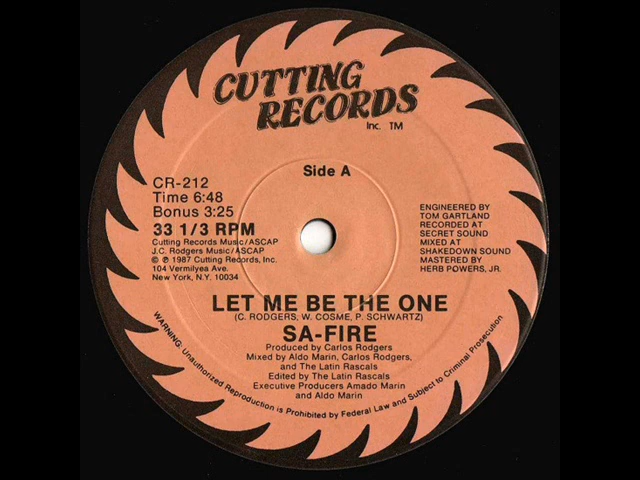 CUTTING
RECORDS
Inc. TM
Side A
CR-212
Time 6:48
Bonus 3:25
33 1/3 RPM
Cutting Records Music/ASCAP
J.C. Rodgers Music/ASCAP
© ℗ 1987 Cutting Records, Inc.
104 Vermilyea Ave.
New York, N.Y. 10034
ENGINEERED BY
TOM GARTLAND
RECORDED AT
SECRET SOUND
MIXED AT
SHAKEDOWN SOUND
MASTERED BY
HERB POWERS, JR.
LET ME BE THE ONE
(C. RODGERS, W. COSME, P. SCHWARTZ)
SA-FIRE
Produced by Carlos Rodgers
Mixed by Aldo Marin, Carlos Rodgers,
and The Latin Rascals
Edited by The Latin Rascals
Executive Producers Amado Marin
and Aldo Marin
WARNING: Unauthorized Reproduction is Prohibited by Federal Law and Subject to Criminal Prosecution